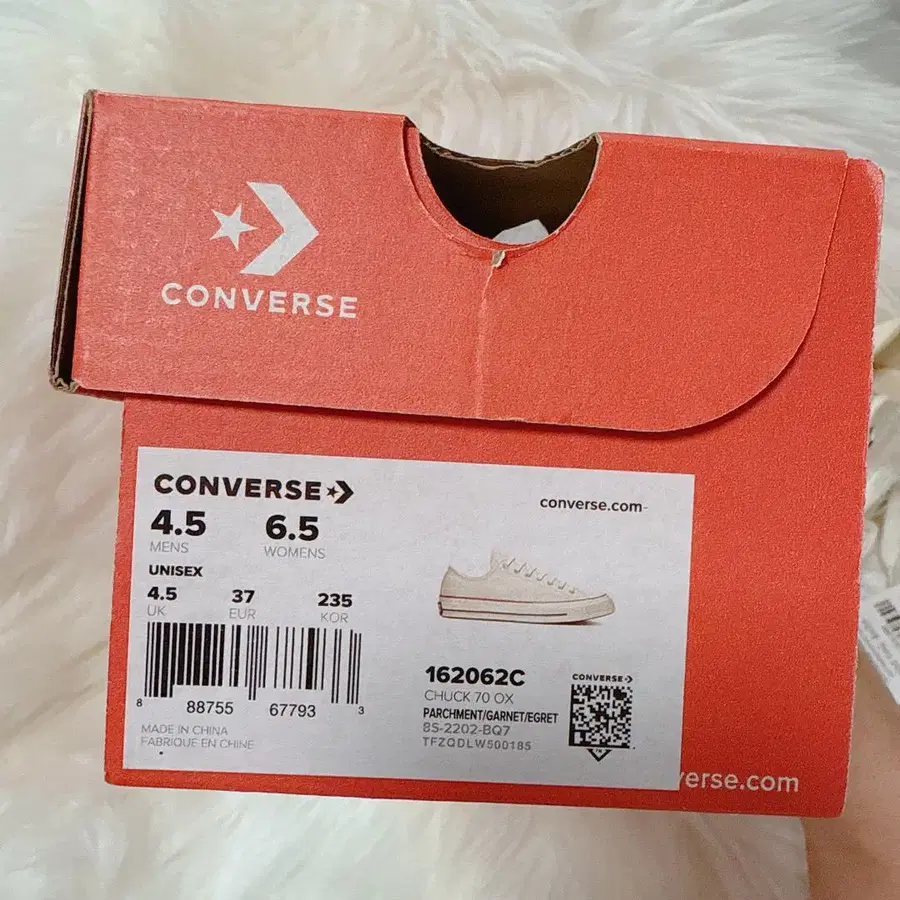 CONVERSE
CONVERSE
converse.com
4.5 6.5
MENS WOMENS
UNISEX
4.5 37 235
UK EUR KOR
8 88755 67793 3
MADE IN CHINA
FABRIQUE EN CHINE
162062C
CHUCK 70 OX
PARCHMENT/GARNET/EGRET
8S-2202-BQ7
TFZQDLW500185
CONVERSE
verse.com